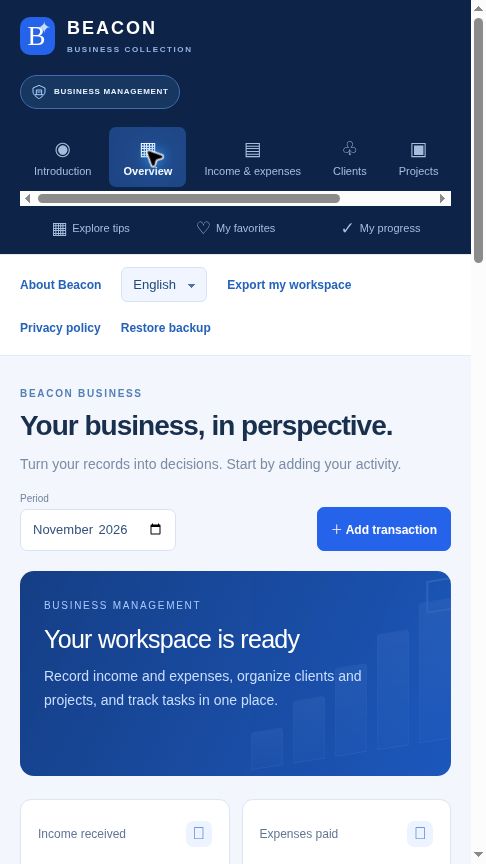 BEACON
BUSINESS COLLECTION
BUSINESS MANAGEMENT
Introduction
Overview
Income & expenses
Clients
Projects
Explore tips
My favorites
My progress
About Beacon
English
Export my workspace
Privacy policy
Restore backup
BEACON BUSINESS
Your business, in perspective.
Turn your records into decisions. Start by adding your activity.
Period
November 2026
+ Add transaction
BUSINESS MANAGEMENT
Your workspace is ready
Record income and expenses, organize clients and
projects, and track tasks in one place.
Income received
Expenses paid